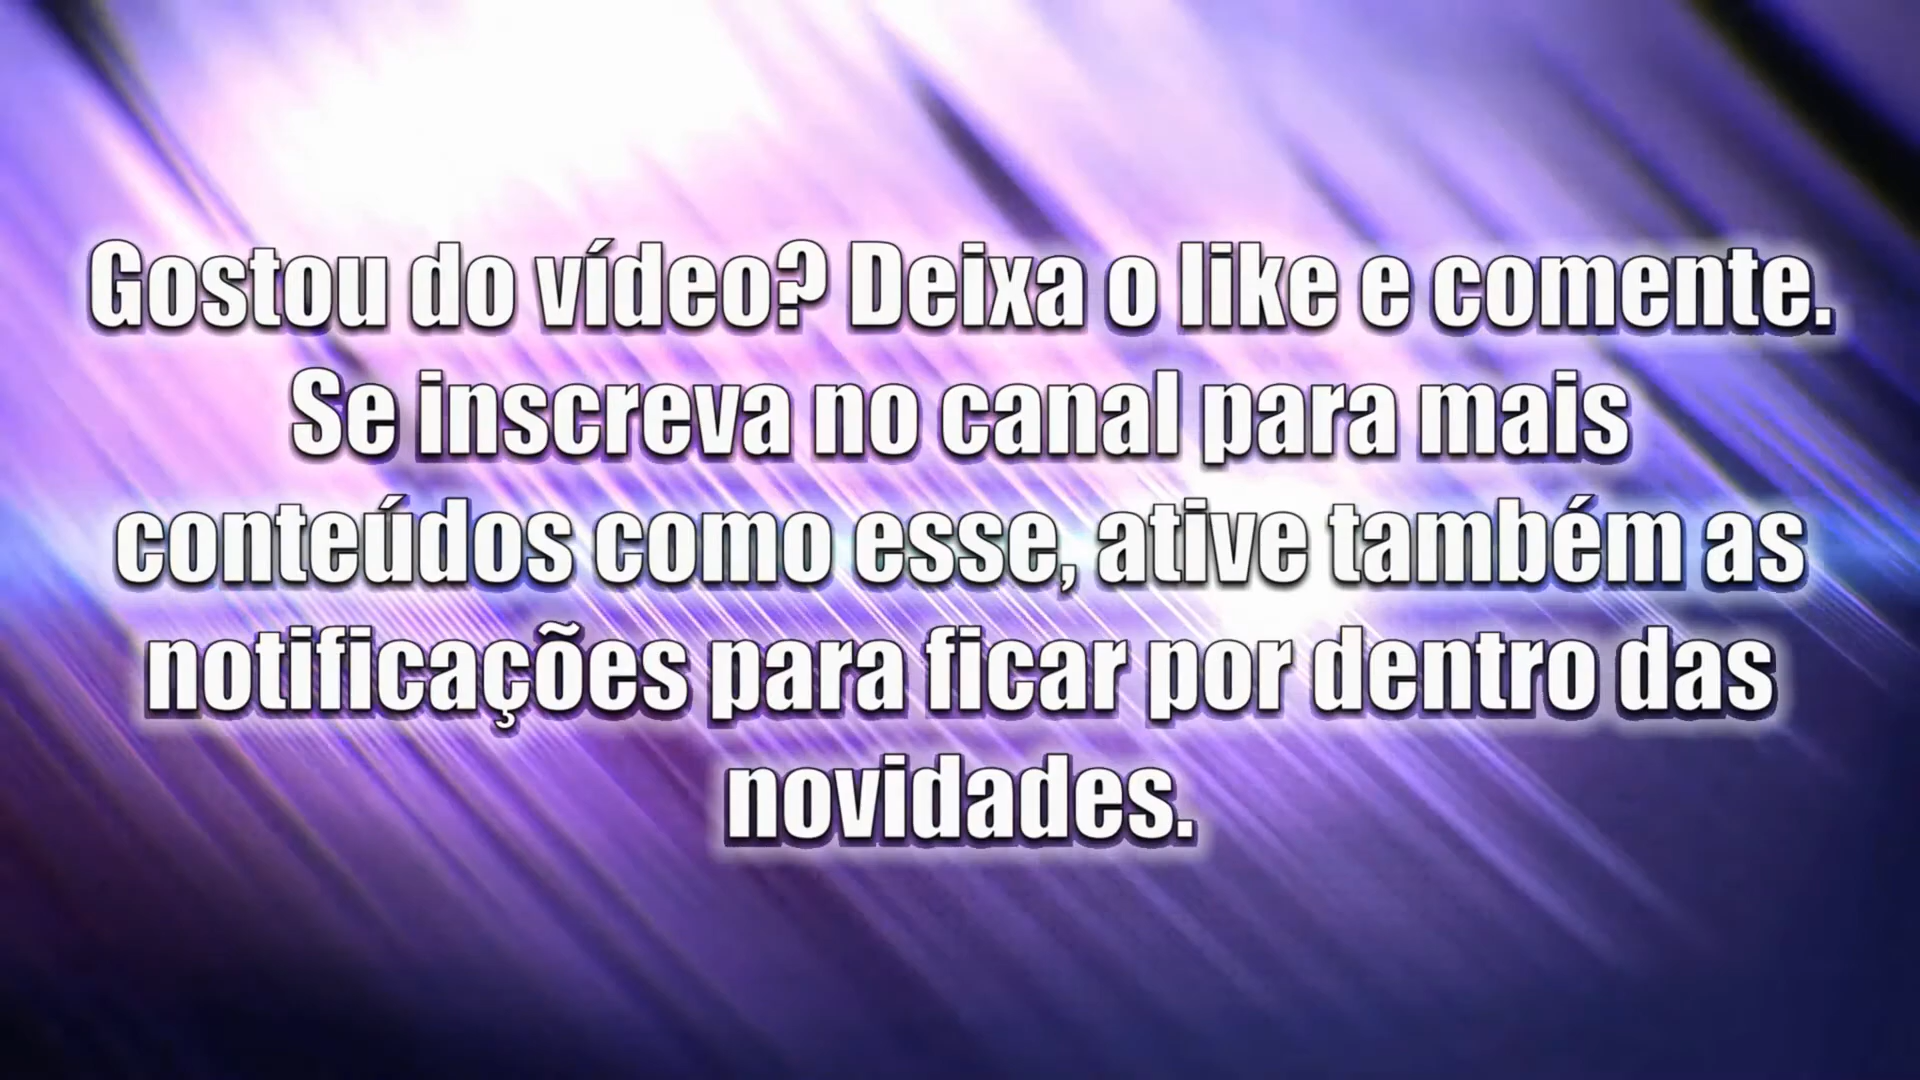 Gostou do vídeo? Deixa o like e comente.
Se inscreva no canal para mais
conteúdos como esse, ative também as
notificações para ficar por dentro das
novidades.